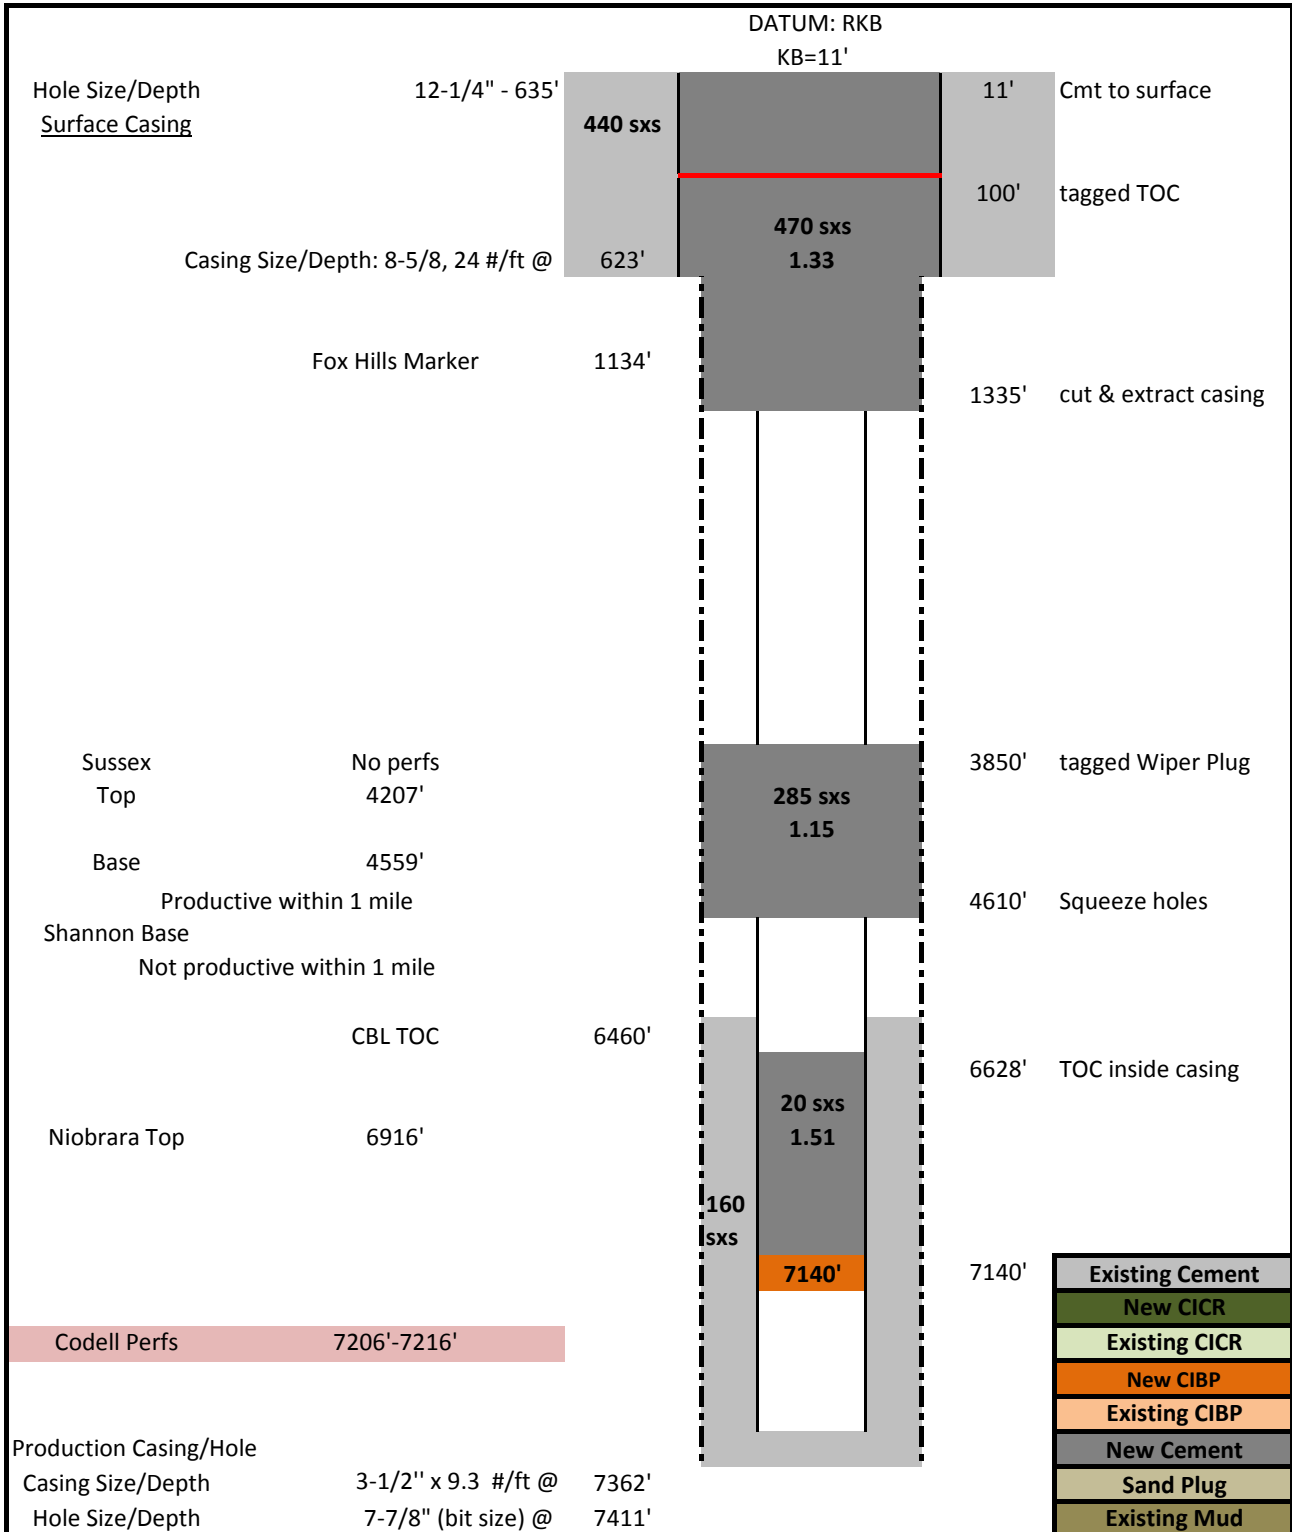 DATUM: RKB
KB=11'
Hole Size/Depth 12-1/4" - 635' 11' Cmt to surface
Surface Casing 440 sxs
100' tagged TOC
470 sxs
Casing Size/Depth: 8-5/8, 24 #/ft @ 623' 1.33
Fox Hills Marker 1134'
1335' cut & extract casing
Sussex No perfs 3850' tagged Wiper Plug
Top 4207' 285 sxs
1.15
Base 4559'
Productive within 1 mile 4610' Squeeze holes
Shannon Base
Not productive within 1 mile
CBL TOC 6460'
6628' TOC inside casing
20 sxs
Niobrara Top 6916' 1.51
160
sxs
7140' 7140' Existing Cement
New CICR
Codell Perfs 7206'-7216' Existing CICR
New CIBP
Existing CIBP
Production Casing/Hole New Cement
Casing Size/Depth 3-1/2'' x 9.3 #/ft @ 7362' Sand Plug
Hole Size/Depth 7-7/8" (bit size) @ 7411' Existing Mud